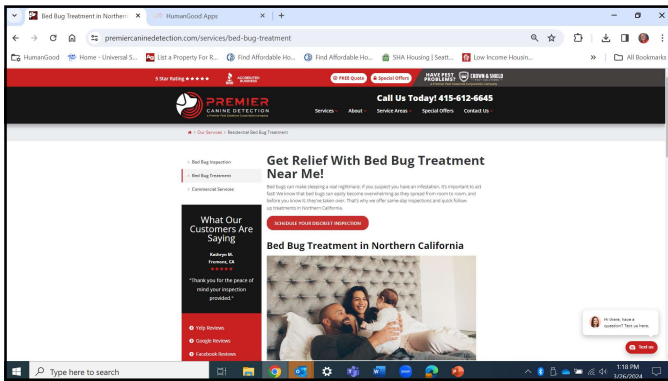 Bed Bug Treatment in Northern
HumanGood Apps
premiercaninedetection.com/services/bed-bug-treatment
HumanGood
Home - Universal S...
List a Property For R...
Find Affordable Ho...
Find Affordable Ho...
SHA Housing | Seatt...
Low Income Housin...
All Bookmarks
5 Star Rating ★★★★★
ACCREDITED
BUSINESS
FREE Quote
Special Offers
HAVE PEST
PROBLEMS?
CROWN & SHIELD
PREMIER
CANINE DETECTION
Call Us Today! 415-612-6645
Services
About
Service Areas
Special Offers
Contact Us
> Our Services > Residential Bed Bug Treatment
> Bed Bug Inspection
> Bed Bug Treatment
> Commercial Services
Get Relief With Bed Bug Treatment
Near Me!
Bed bugs can make sleeping a real nightmare; if you suspect you have an infestation, it's important to act
fast! We know that bed bugs can easily become overwhelming as they spread from room to room, and
before you know it, they've taken over. That's why we offer same-day inspections and quick follow-
us treatments in Northern California.
SCHEDULE YOUR DISCREET INSPECTION
Bed Bug Treatment in Northern California
What Our
Customers Are
Saying
Kathryn M.
Fremont, CA
★★★★★
"Thank you for the peace of
mind your inspection
provided."
Yelp Reviews
Google Reviews
Facebook Reviews
Hi there, have a
question? Text us here.
Text us
Type here to search
1:18 PM
3/26/2024